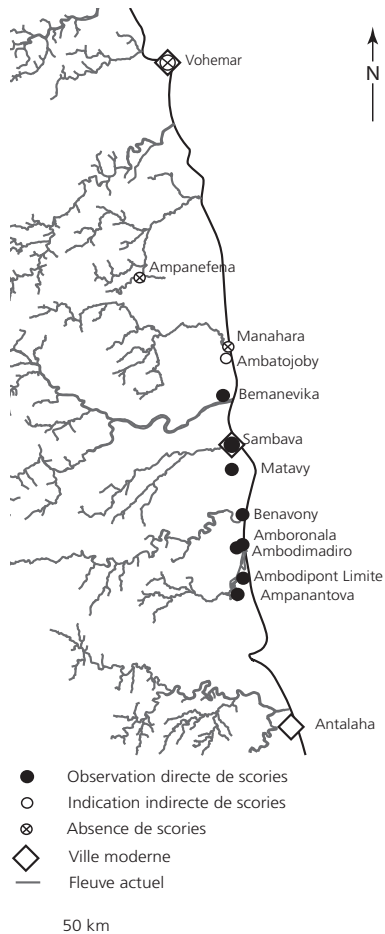 Vohemar
N
Ampanefena
Manahara
Ambatojoby
Bemanevika
Sambava
Matavy
Benavony
Amboronala
Ambodimadiro
Ambodipont Limite
Ampanantova
Antalaha
Observation directe de scories
Indication indirecte de scories
Absence de scories
Ville moderne
Fleuve actuel
50 km